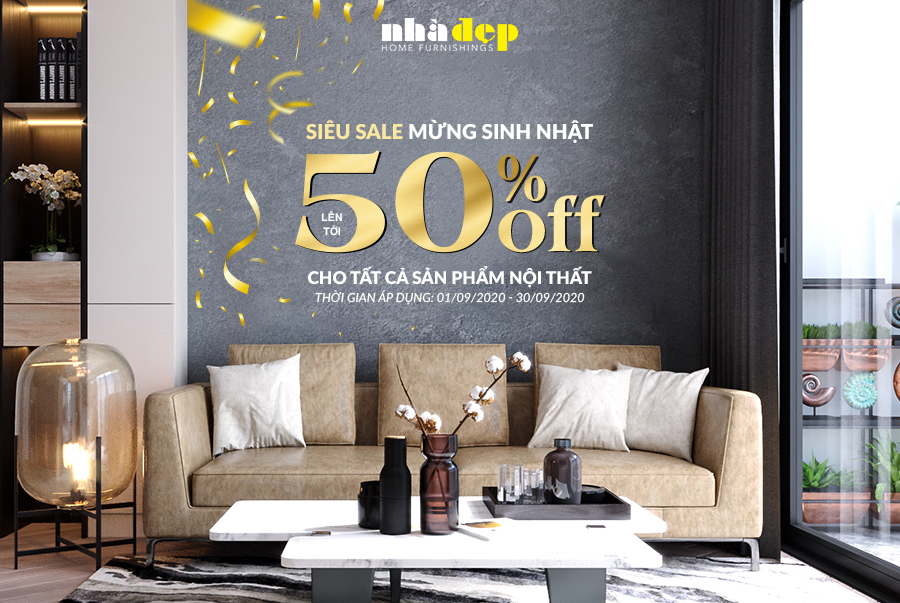 nhàđẹp
HOME FURNISHINGS
SIÊU SALE MỪNG SINH NHẬT
LÊN TỚI 50% off
CHO TẤT CẢ SẢN PHẨM NỘI THẤT
THỜI GIAN ÁP DỤNG: 01/09/2020 - 30/09/2020